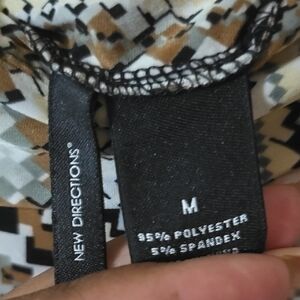 NEW DIRECTIONS®
M
95% POLYESTER
5% SPANDEX